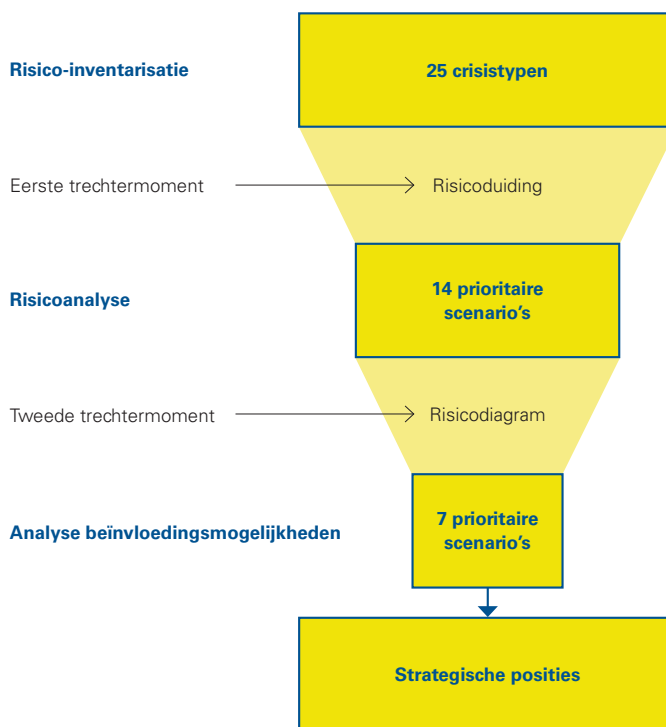 Risico-inventarisatie
25 crisistypen
Eerste trechtermoment
Risicoduiding
Risicoanalyse
14 prioritaire
scenario’s
Tweede trechtermoment
Risicodiagram
Analyse beïnvloedingsmogelijkheden
7 prioritaire
scenario’s
Strategische posities